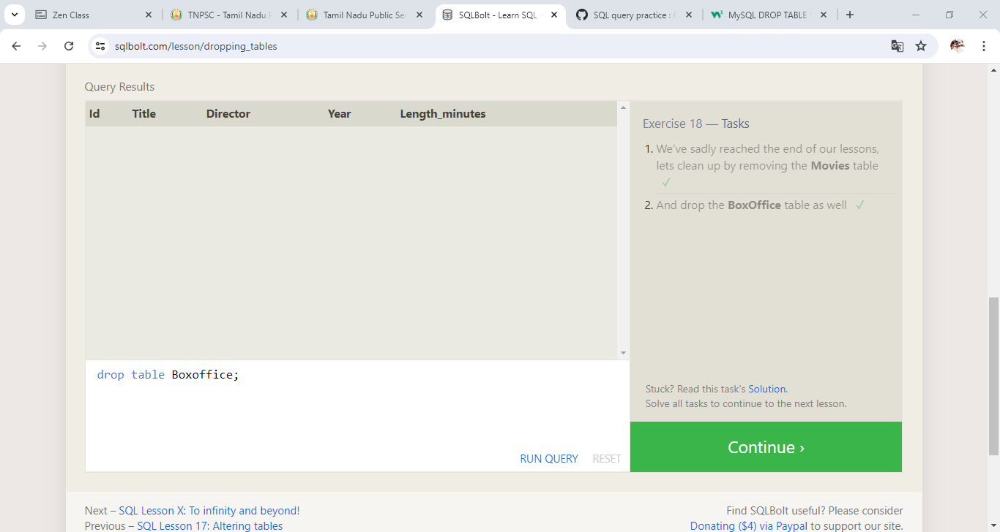 Zen Class
TNPSC - Tamil Nadu
Tamil Nadu Public Ser
SQLBolt - Learn SQL
SQL query practice :
MySQL DROP TABLE
sqlbolt.com/lesson/dropping_tables
Query Results
Id Title Director Year Length_minutes
Exercise 18 — Tasks
1. We've sadly reached the end of our lessons,
lets clean up by removing the Movies table
✓
2. And drop the BoxOffice table as well ✓
Stuck? Read this task's Solution.
Solve all tasks to continue to the next lesson.
drop table Boxoffice;
RUN QUERY RESET
Continue ›
Next – SQL Lesson X: To infinity and beyond!
Previous – SQL Lesson 17: Altering tables
Find SQLBolt useful? Please consider
Donating ($4) via Paypal to support our site.